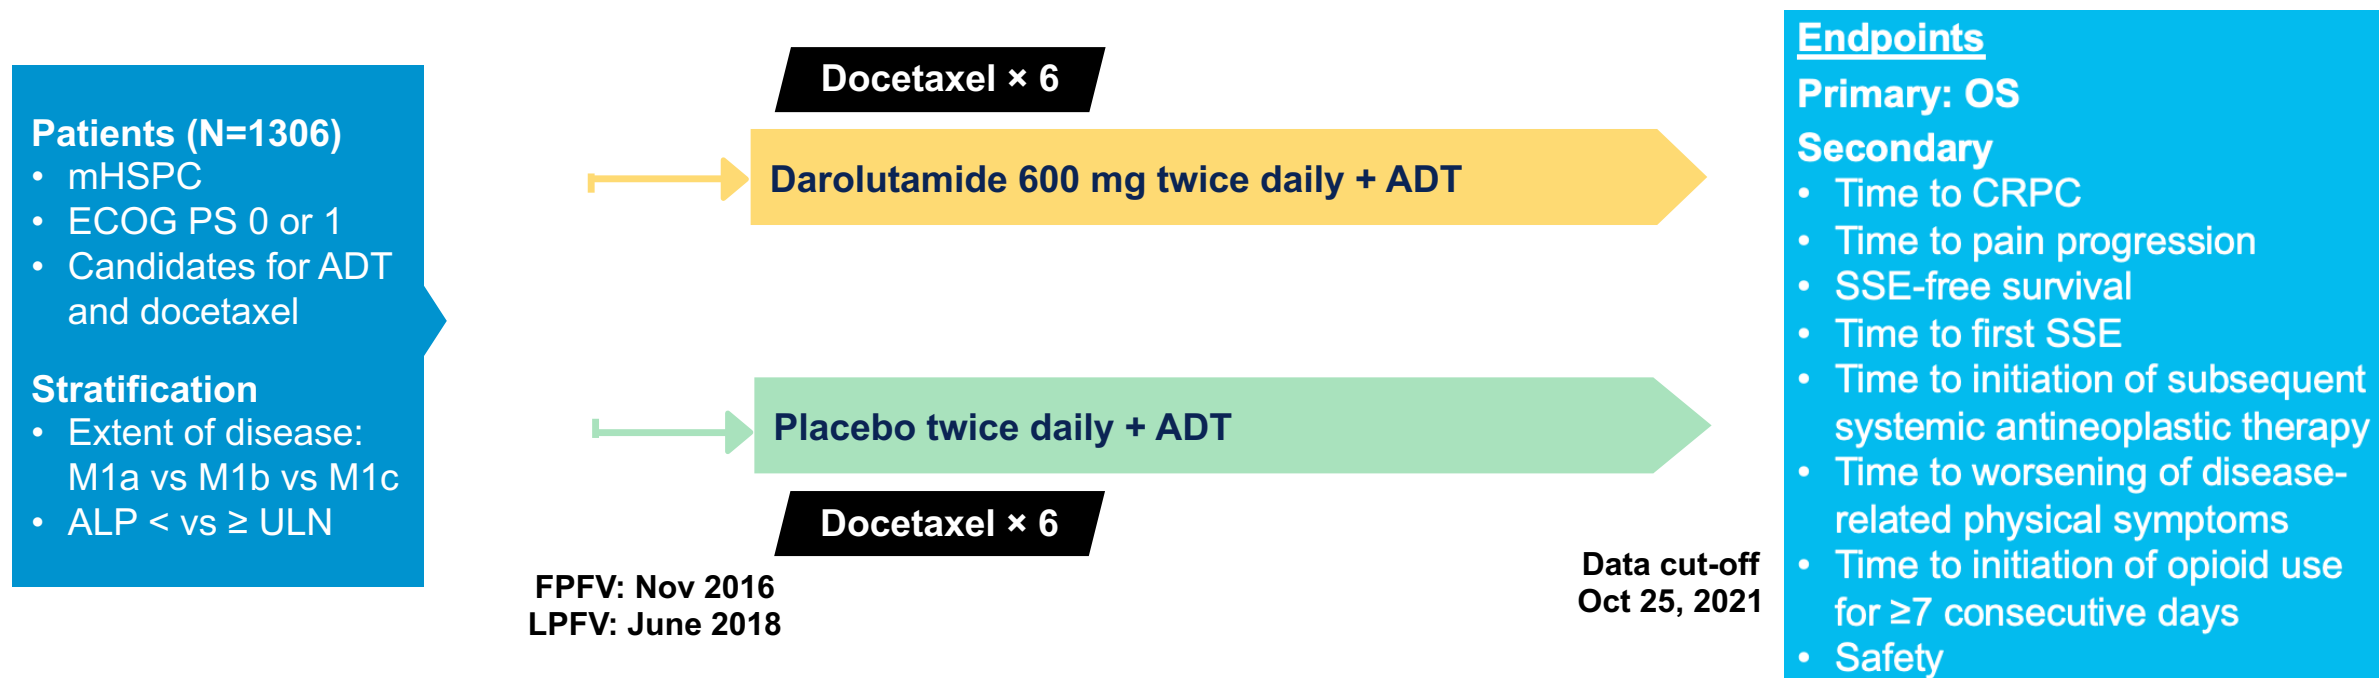 Patients (N=1306)
• mHSPC
• ECOG PS 0 or 1
• Candidates for ADT
and docetaxel
Stratification
• Extent of disease:
M1a vs M1b vs M1c
• ALP < vs ≥ ULN
Docetaxel × 6
Darolutamide 600 mg twice daily + ADT
Placebo twice daily + ADT
Docetaxel × 6
FPFV: Nov 2016
LPFV: June 2018
Data cut-off
Oct 25, 2021
Endpoints
Primary: OS
Secondary
• Time to CRPC
• Time to pain progression
• SSE-free survival
• Time to first SSE
• Time to initiation of subsequent
systemic antineoplastic therapy
• Time to worsening of disease-
related physical symptoms
• Time to initiation of opioid use
for ≥7 consecutive days
• Safety